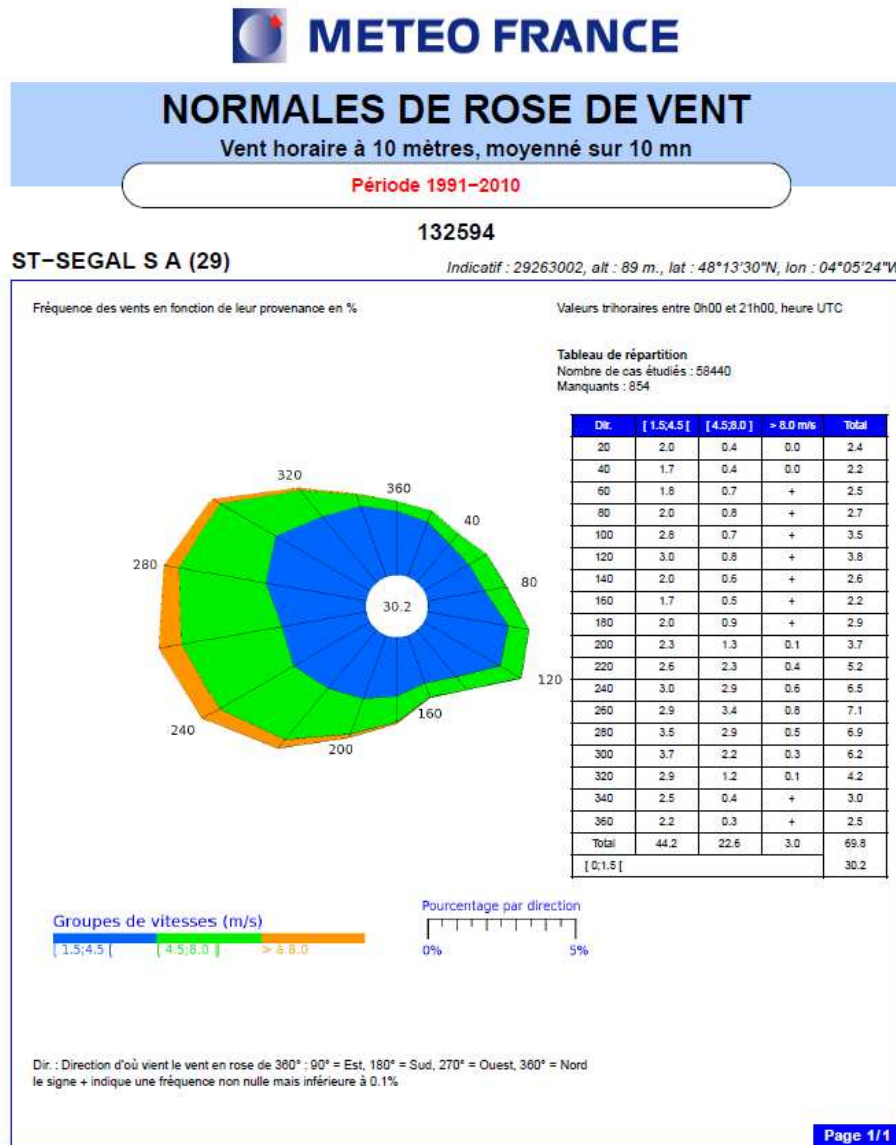 METEO FRANCE
NORMALES DE ROSE DE VENT
Vent horaire à 10 mètres, moyenné sur 10 mn
Période 1991−2010
132594
ST−SEGAL S A (29)
Indicatif : 29263002, alt : 89 m., lat : 48°13'30"N, lon : 04°05'24"W
Fréquence des vents en fonction de leur provenance en %
Valeurs trihoraires entre 0h00 et 21h00, heure UTC
Tableau de répartition
Nombre de cas étudiés : 58440
Manquants : 854
Dir. [ 1.5;4.5 [ [ 4.5;8.0 ] > 8.0 m/s Total
20 2.0 0.4 0.0 2.4
40 1.7 0.4 0.0 2.2
60 1.8 0.7 + 2.5
80 2.0 0.8 + 2.7
100 2.8 0.7 + 3.5
120 3.0 0.8 + 3.8
140 2.0 0.6 + 2.6
160 1.7 0.5 + 2.2
180 2.0 0.9 + 2.9
200 2.3 1.3 0.1 3.7
220 2.6 2.3 0.4 5.2
240 3.0 2.9 0.6 6.5
260 2.9 3.4 0.8 7.1
280 3.5 2.9 0.5 6.9
300 3.7 2.2 0.3 6.2
320 2.9 1.2 0.1 4.2
340 2.5 0.4 + 3.0
360 2.2 0.3 + 2.5
Total 44.2 22.6 3.0 69.8
[ 0;1.5 [ 30.2
320
360
40
280
80
30.2
120
160
240
200
Groupes de vitesses (m/s)
[ 1.5;4.5 [ [ 4.5;8.0 ] > à 8.0
Pourcentage par direction
0% 5%
Dir. : Direction d'où vient le vent en rose de 360° : 90° = Est, 180° = Sud, 270° = Ouest, 360° = Nord
le signe + indique une fréquence non nulle mais inférieure à 0.1%
Page 1/1